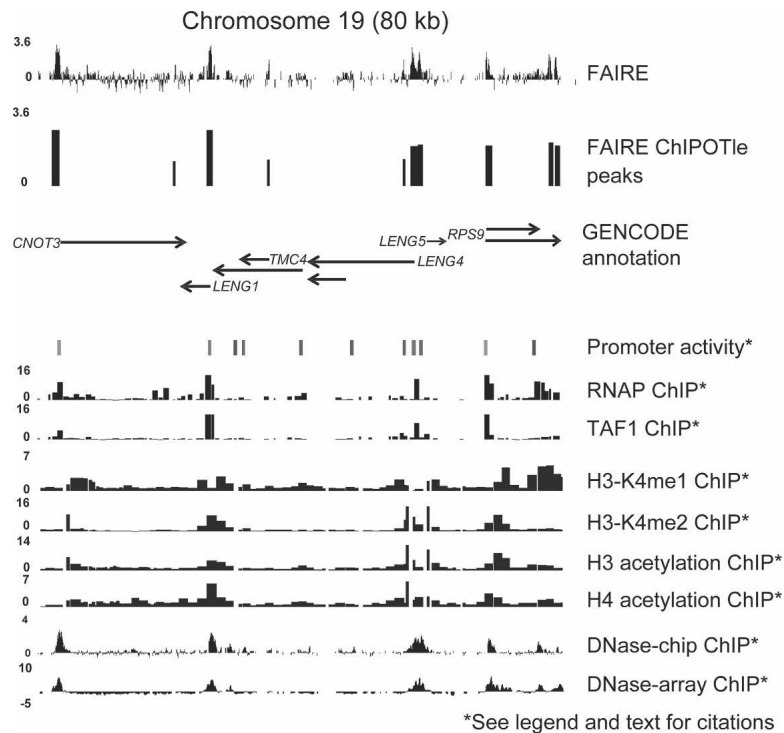 Chromosome 19 (80 kb)
3.6
0
FAIRE
3.6
0
FAIRE ChIPOTle
peaks
CNOT3
LENG5
RPS9
TMC4
LENG4
LENG1
GENCODE
annotation
Promoter activity*
16
0
RNAP ChIP*
16
0
TAF1 ChIP*
7
0
H3-K4me1 ChIP*
16
0
H3-K4me2 ChIP*
14
0
H3 acetylation ChIP*
7
0
H4 acetylation ChIP*
4
0
DNase-chip ChIP*
10
-5
DNase-array ChIP*
*See legend and text for citations